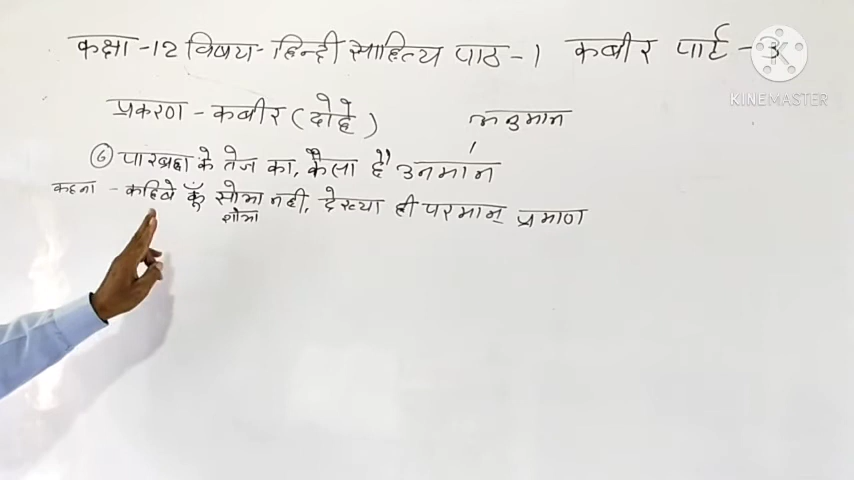 कक्षा -12 विषय- हिन्दी साहित्य पाठ -1 कबीर पार्ट - 3
KINEMASTER
प्रकरण - कबीर (दोहे)
अनुमान
⑥ पारब्रह्म के तेज का, कैसा है उनमान
कहना - कहिबे कूँ सोभा नहीं, देख्या ही परमान् प्रमाण
शोभा